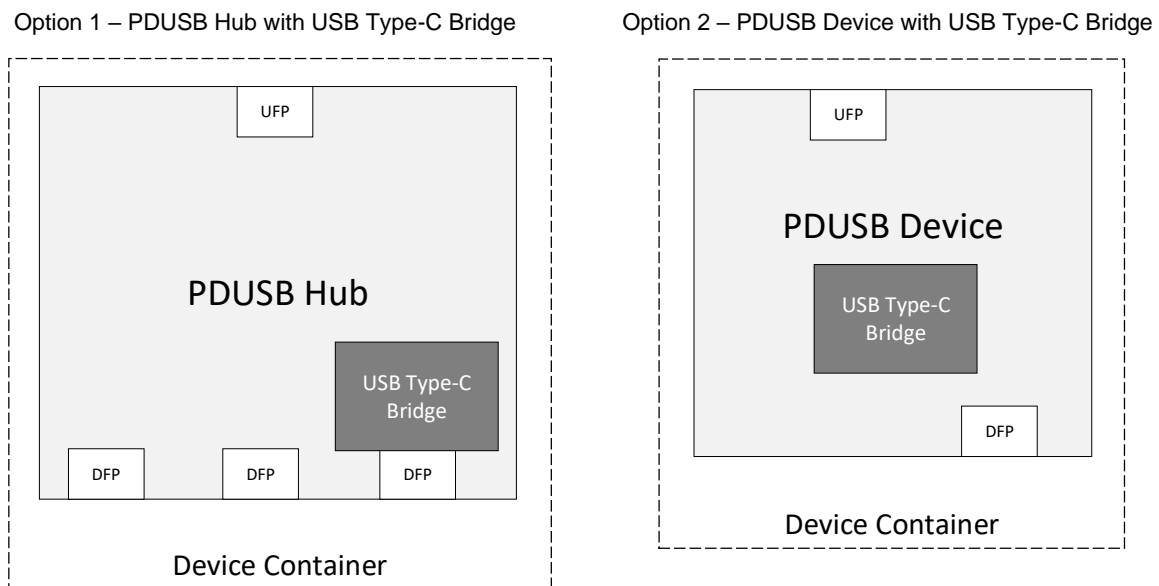 Option 1 – PDUSB Hub with USB Type-C Bridge
UFP
PDUSB Hub
USB Type-C
Bridge
DFP
DFP
DFP
Device Container
Option 2 – PDUSB Device with USB Type-C Bridge
UFP
PDUSB Device
USB Type-C
Bridge
DFP
Device Container